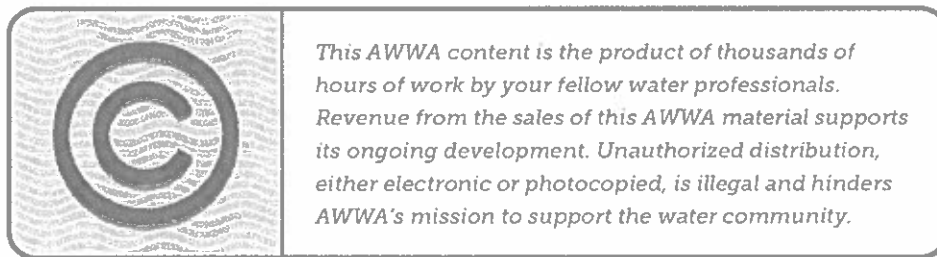 This AWWA content is the product of thousands of
hours of work by your fellow water professionals.
Revenue from the sales of this AWWA material supports
its ongoing development. Unauthorized distribution,
either electronic or photocopied, is illegal and hinders
AWWA's mission to support the water community.